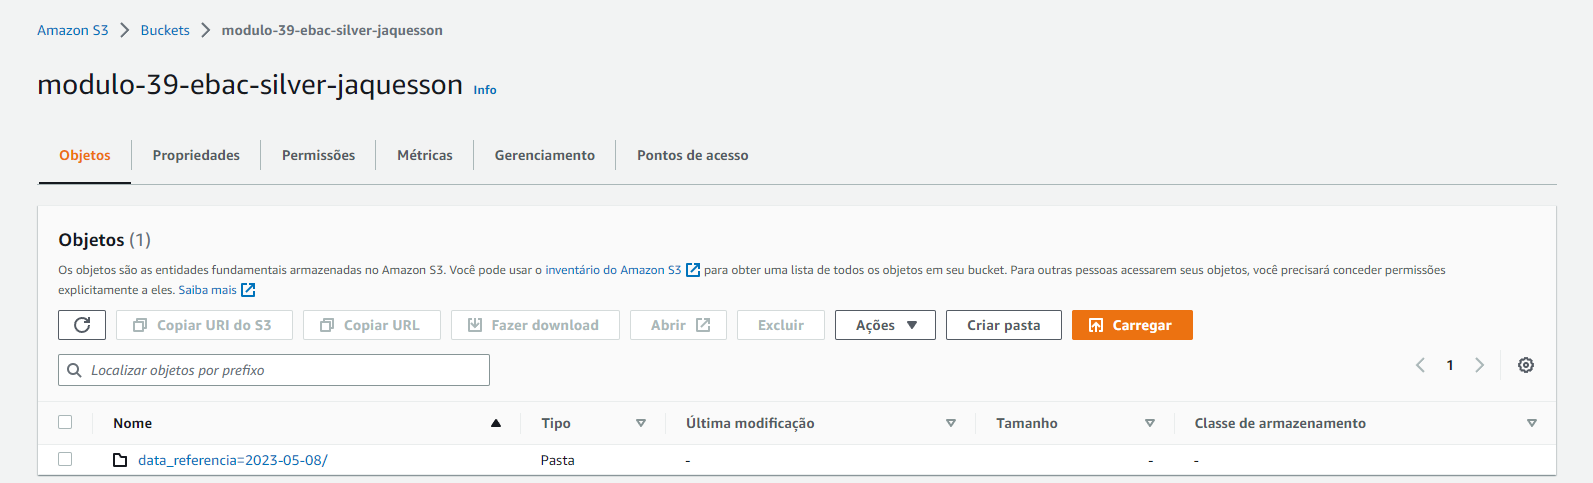 Amazon S3 > Buckets > modulo-39-ebac-silver-jaquesson
modulo-39-ebac-silver-jaquesson Info
Objetos Propriedades Permissões Métricas Gerenciamento Pontos de acesso
Objetos (1)
Os objetos são as entidades fundamentais armazenadas no Amazon S3. Você pode usar o inventário do Amazon S3 para obter uma lista de todos os objetos em seu bucket. Para outras pessoas acessarem seus objetos, você precisará conceder permissões
explicitamente a eles. Saiba mais
Copiar URI do S3 Copiar URL Fazer download Abrir Excluir Ações Criar pasta Carregar
Localizar objetos por prefixo < 1 >
Nome Tipo Última modificação Tamanho Classe de armazenamento
data_referencia=2023-05-08/ Pasta - - -